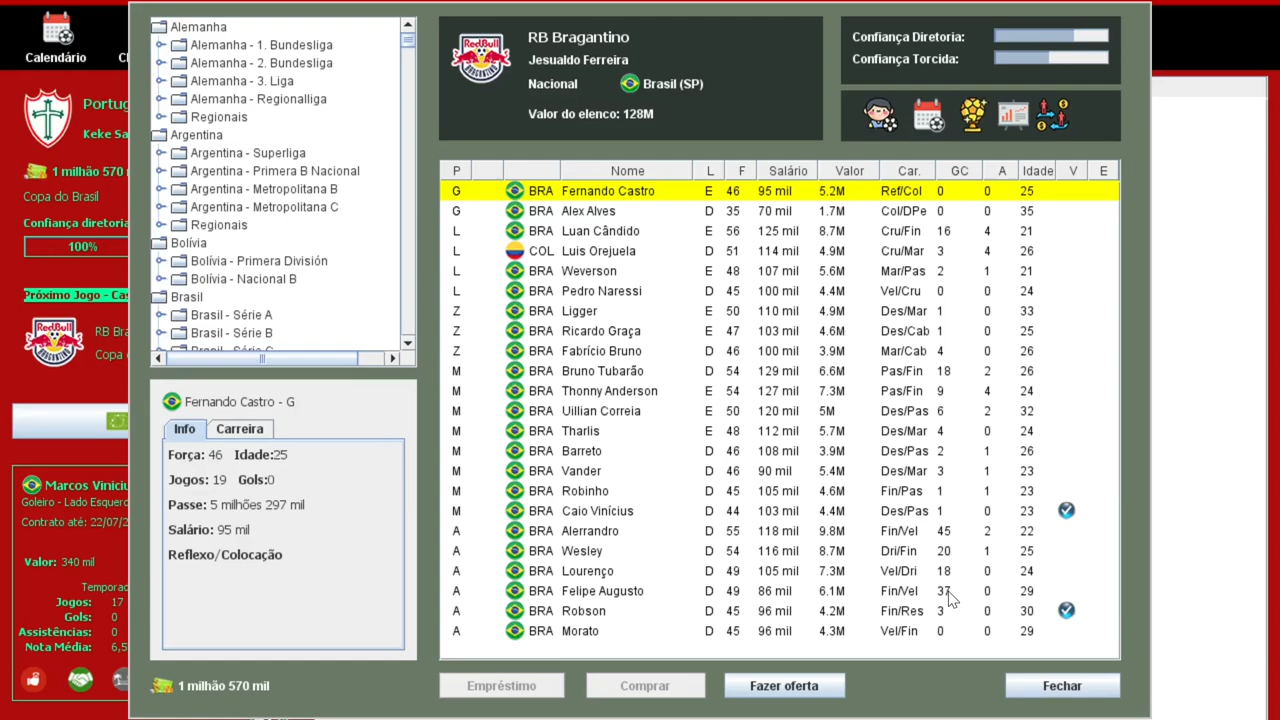 Calendário
Portug
Keke Sa
1 milhão 570
Copa do Brasil
Confiança diretoria
100%
Próximo Jogo - Cas
RB Bra
Copa
Marcos Viniciu
Goleiro - Lado Esquero
Contrato até: 22/07/2
Valor: 340 mil
Temporad
Jogos: 17
Gols: 0
Assistências: 0
Nota Média: 6,5
Alemanha
Alemanha - 1. Bundesliga
Alemanha - 2. Bundesliga
Alemanha - 3. Liga
Alemanha - Regionalliga
Regionais
Argentina
Argentina - Superliga
Argentina - Primera B Nacional
Argentina - Metropolitana B
Argentina - Metropolitana C
Regionais
Bolívia
Bolívia - Primera División
Bolívia - Nacional B
Brasil
Brasil - Série A
Brasil - Série B
Fernando Castro - G
Info Carreira
Força: 46 Idade:25
Jogos: 19 Gols:0
Passe: 5 milhões 297 mil
Salário: 95 mil
Reflexo/Colocação
1 milhão 570 mil
RB Bragantino
Jesualdo Ferreira
Nacional Brasil (SP)
Valor do elenco: 128M
Confiança Diretoria:
Confiança Torcida:
P Nome L F Salário Valor Car. GC A Idade V E
G BRA Fernando Castro E 46 95 mil 5.2M Ref/Col 0 0 25
G BRA Alex Alves D 35 70 mil 1.7M Col/DPe 0 0 35
L BRA Luan Cândido E 56 125 mil 8.7M Cru/Fin 16 4 21
L COL Luis Orejuela D 51 114 mil 4.9M Cru/Mar 3 4 26
L BRA Weverson E 48 107 mil 5.6M Mar/Pas 2 1 21
L BRA Pedro Naressi D 45 100 mil 4.4M Vel/Cru 0 0 24
Z BRA Ligger E 50 110 mil 4.9M Des/Mar 1 0 33
Z BRA Ricardo Graça E 47 103 mil 4.6M Des/Cab 1 0 25
Z BRA Fabrício Bruno D 46 100 mil 3.9M Mar/Cab 4 0 26
M BRA Bruno Tubarão D 54 129 mil 6.6M Pas/Fin 18 2 26
M BRA Thonny Anderson E 54 127 mil 7.3M Pas/Fin 9 4 24
M BRA Uillian Correia E 50 120 mil 5M Des/Pas 6 2 32
M BRA Tharlis E 48 112 mil 5.7M Des/Mar 4 0 24
M BRA Barreto D 46 108 mil 3.9M Des/Pas 2 1 26
M BRA Vander D 46 90 mil 5.4M Des/Mar 3 1 23
M BRA Robinho D 45 105 mil 4.6M Fin/Pas 1 1 23
M BRA Caio Vinícius D 44 103 mil 4.4M Des/Pas 1 0 23
A BRA Alerrandro D 55 118 mil 9.8M Fin/Vel 45 2 22
A BRA Wesley D 54 116 mil 8.7M Dri/Fin 20 1 25
A BRA Lourenço D 49 105 mil 7.3M Vel/Dri 18 0 24
A BRA Felipe Augusto D 49 86 mil 6.1M Fin/Vel 37 0 29
A BRA Robson D 45 96 mil 4.2M Fin/Res 3 0 30
A BRA Morato D 45 96 mil 4.3M Vel/Fin 0 0 29
Empréstimo Comprar Fazer oferta Fechar